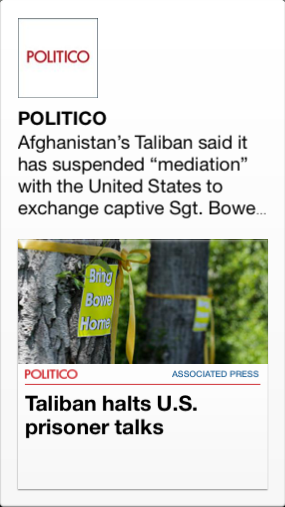 POLITICO
POLITICO
Afghanistan’s Taliban said it
has suspended “mediation”
with the United States to
exchange captive Sgt. Bowe...
Bring
Bowe
Home
POLITICO
ASSOCIATED PRESS
Taliban halts U.S.
prisoner talks